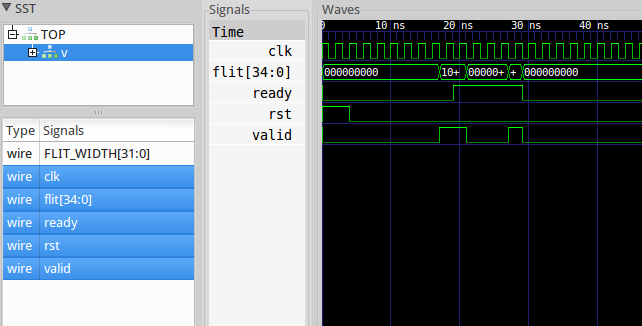 SST
TOP
v
Type Signals
wire FLIT_WIDTH[31:0]
wire clk
wire flit[34:0]
wire ready
wire rst
wire valid
Signals
Time
clk
flit[34:0]
ready
rst
valid
Waves
0 10 ns 20 ns 30 ns 40 ns
000000000 10+ 00000+ + 000000000